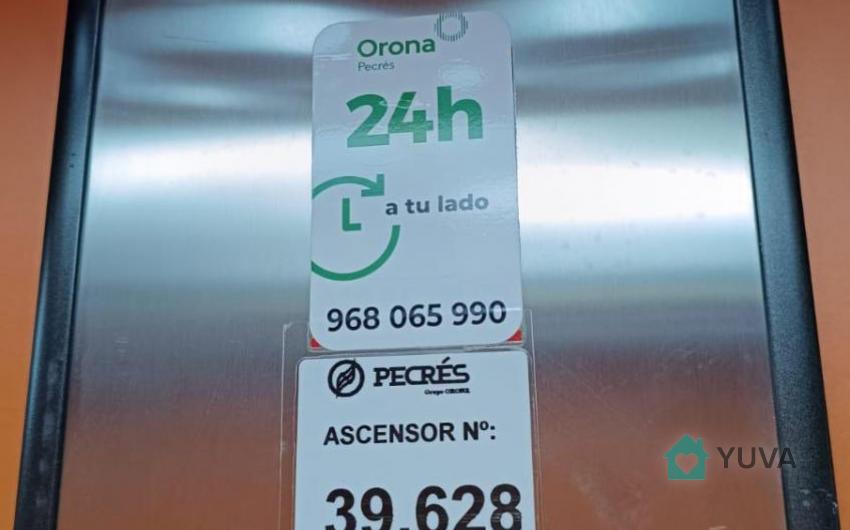 Orona
Pecrés
24h
a tu lado
968 065 990
PECRÉS
ASCENSOR Nº:
39.628
YUVA